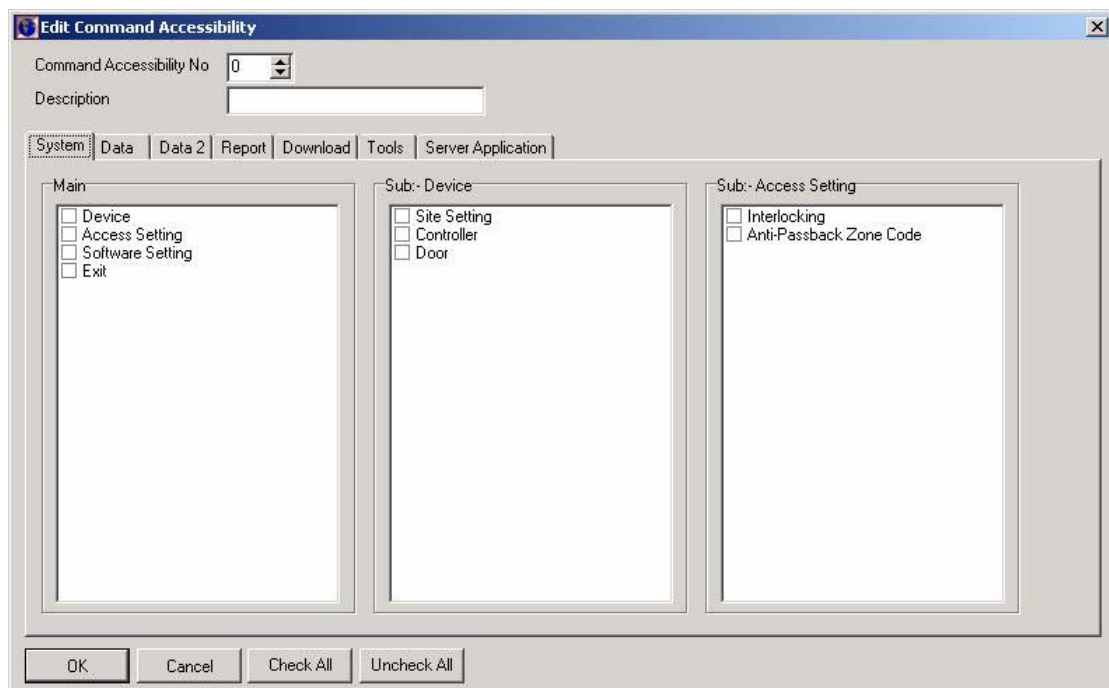 Edit Command Accessibility
Command Accessibility No 0
Description
System Data Data 2 Report Download Tools Server Application
Main
Device
Access Setting
Software Setting
Exit
Sub:- Device
Site Setting
Controller
Door
Sub:- Access Setting
Interlocking
Anti-Passback Zone Code
OK Cancel Check All Uncheck All